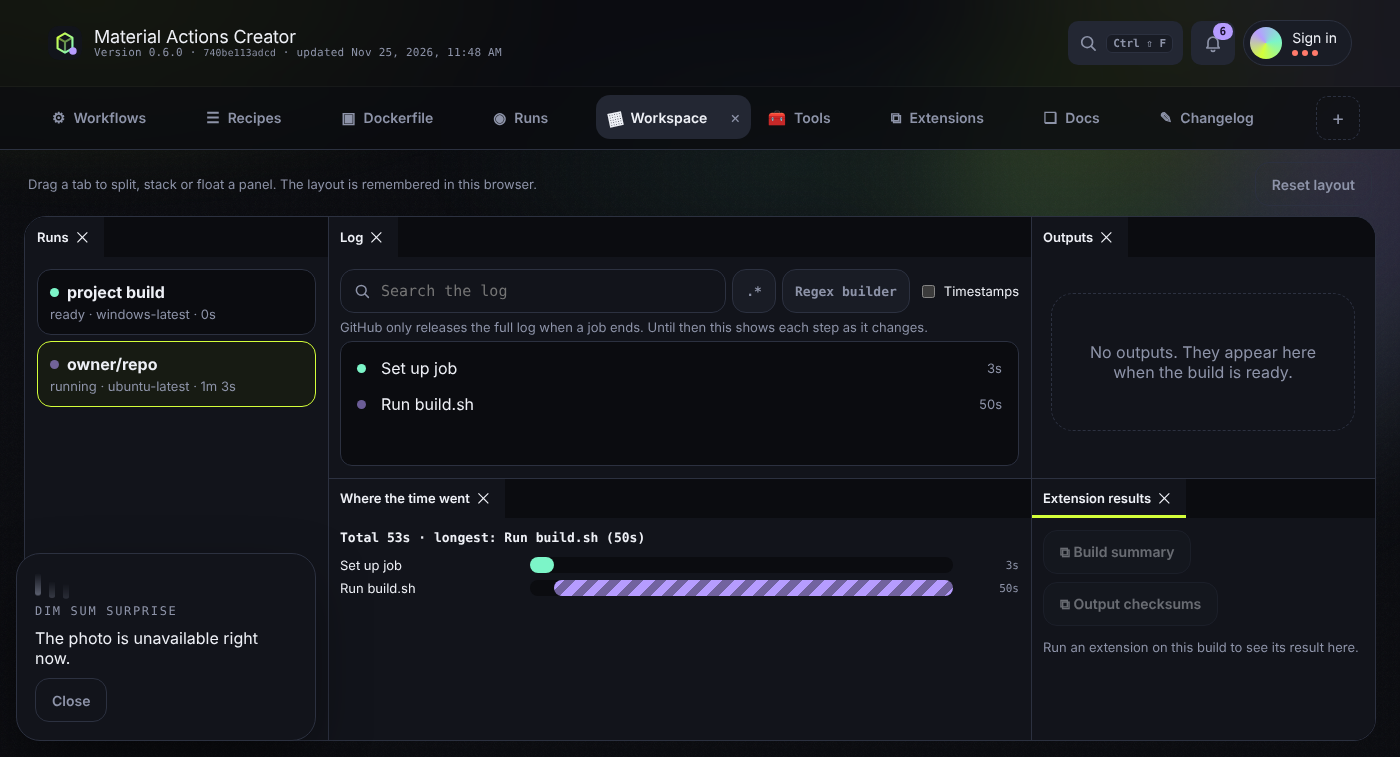 Material Actions Creator
Version 0.6.0 · 740be113adcd · updated Nov 25, 2026, 11:48 AM
Ctrl ⇧ F
6
Sign in
Workflows
Recipes
Dockerfile
Runs
Workspace ×
Tools
Extensions
Docs
Changelog
+
Drag a tab to split, stack or float a panel. The layout is remembered in this browser.
Reset layout
Runs
project build
ready · windows-latest · 0s
owner/repo
running · ubuntu-latest · 1m 3s
Log
Search the log
.*
Regex builder
Timestamps
GitHub only releases the full log when a job ends. Until then this shows each step as it changes.
Set up job 3s
Run build.sh 50s
Outputs
No outputs. They appear here
when the build is ready.
Where the time went
Total 53s · longest: Run build.sh (50s)
Set up job 3s
Run build.sh 50s
Extension results
Build summary
Output checksums
Run an extension on this build to see its result here.
DIM SUM SURPRISE
The photo is unavailable right
now.
Close